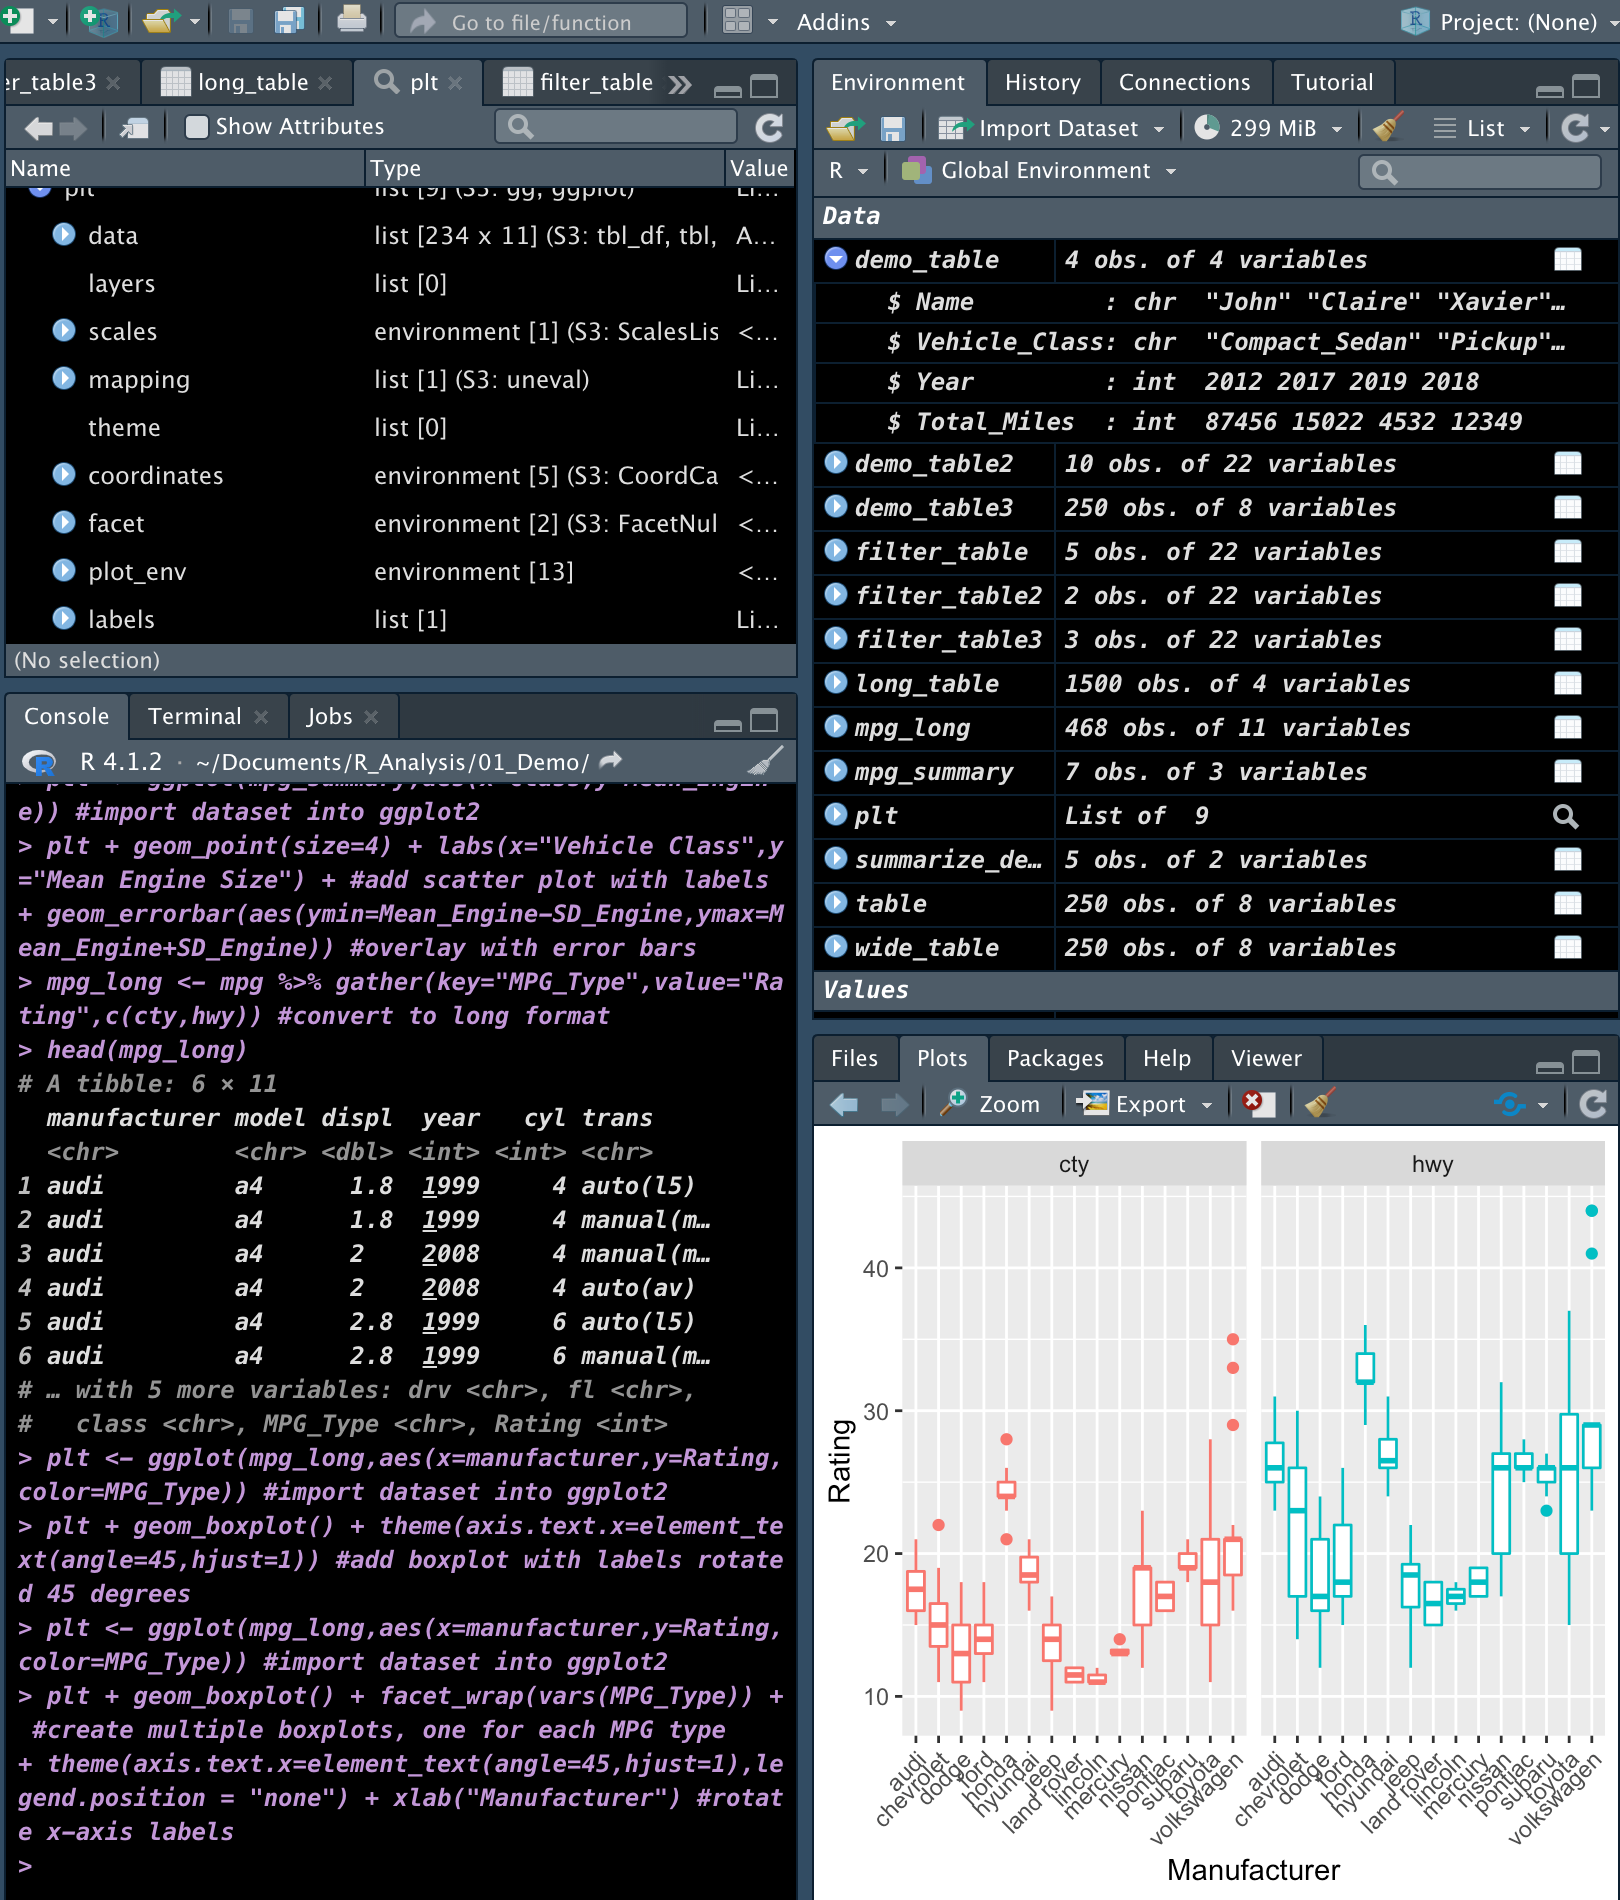 Go to file/function
Addins
Project: (None)
er_table3
long_table
plt
filter_table
Show Attributes
Name Type Value
plt list [9] (S3: gg, ggplot) Li…
data list [234 x 11] (S3: tbl_df, tbl, A…
layers list [0] Li…
scales environment [1] (S3: ScalesLis <…
mapping list [1] (S3: uneval) Li…
theme list [0] Li…
coordinates environment [5] (S3: CoordCa <…
facet environment [2] (S3: FacetNul <…
plot_env environment [13] <…
labels list [1] Li…
(No selection)
Console Terminal Jobs
R 4.1.2 · ~/Documents/R_Analysis/01_Demo/
> plt <- ggplot(mpg_summary,aes(x=class,y=Mean_Engin
e)) #import dataset into ggplot2
> plt + geom_point(size=4) + labs(x="Vehicle Class",y
="Mean Engine Size") + #add scatter plot with labels
+ geom_errorbar(aes(ymin=Mean_Engine-SD_Engine,ymax=M
ean_Engine+SD_Engine)) #overlay with error bars
> mpg_long <- mpg %>% gather(key="MPG_Type",value="Ra
ting",c(cty,hwy)) #convert to long format
> head(mpg_long)
# A tibble: 6 × 11
manufacturer model displ year cyl trans
<chr> <chr> <dbl> <int> <int> <chr>
1 audi a4 1.8 1999 4 auto(l5)
2 audi a4 1.8 1999 4 manual(m…
3 audi a4 2 2008 4 manual(m…
4 audi a4 2 2008 4 auto(av)
5 audi a4 2.8 1999 6 auto(l5)
6 audi a4 2.8 1999 6 manual(m…
# … with 5 more variables: drv <chr>, fl <chr>,
# class <chr>, MPG_Type <chr>, Rating <int>
> plt <- ggplot(mpg_long,aes(x=manufacturer,y=Rating,
color=MPG_Type)) #import dataset into ggplot2
> plt + geom_boxplot() + theme(axis.text.x=element_te
xt(angle=45,hjust=1)) #add boxplot with labels rotate
d 45 degrees
> plt <- ggplot(mpg_long,aes(x=manufacturer,y=Rating,
color=MPG_Type)) #import dataset into ggplot2
> plt + geom_boxplot() + facet_wrap(vars(MPG_Type)) +
#create multiple boxplots, one for each MPG type
+ theme(axis.text.x=element_text(angle=45,hjust=1),le
gend.position = "none") + xlab("Manufacturer") #rotat
e x-axis labels
>
Environment History Connections Tutorial
Import Dataset 299 MiB List
R Global Environment
Data
demo_table 4 obs. of 4 variables
$ Name : chr "John" "Claire" "Xavier"…
$ Vehicle_Class: chr "Compact_Sedan" "Pickup"…
$ Year : int 2012 2017 2019 2018
$ Total_Miles : int 87456 15022 4532 12349
demo_table2 10 obs. of 22 variables
demo_table3 250 obs. of 8 variables
filter_table 5 obs. of 22 variables
filter_table2 2 obs. of 22 variables
filter_table3 3 obs. of 22 variables
long_table 1500 obs. of 4 variables
mpg_long 468 obs. of 11 variables
mpg_summary 7 obs. of 3 variables
plt List of 9
summarize_de… 5 obs. of 2 variables
table 250 obs. of 8 variables
wide_table 250 obs. of 8 variables
Values
Files Plots Packages Help Viewer
Zoom Export
cty hwy
40
30
20
10
Rating
audi
chevrolet
dodge
ford
honda
hyundai
jeep
land rover
lincoln
mercury
nissan
pontiac
subaru
toyota
volkswagen
audi
chevrolet
dodge
ford
honda
hyundai
jeep
land rover
lincoln
mercury
nissan
pontiac
subaru
toyota
volkswagen
Manufacturer